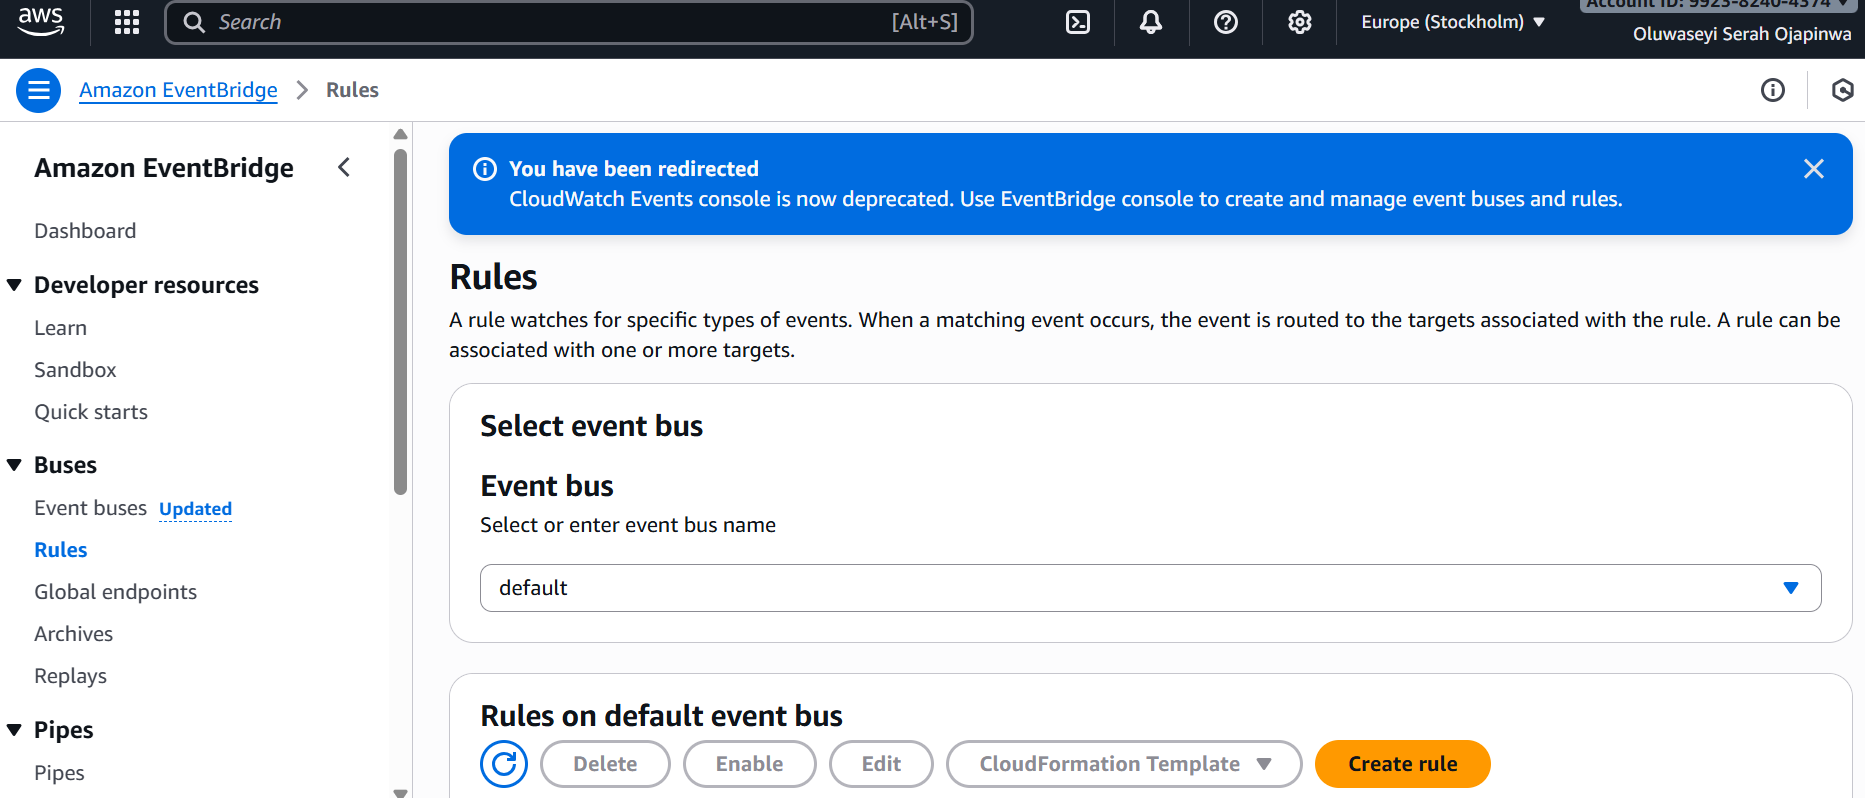 aws
Search
[Alt+S]
Europe (Stockholm)
Account ID: 9923-8240-4374
Oluwaseyi Serah Ojapinwa
Amazon EventBridge
Rules
Amazon EventBridge
Dashboard
Developer resources
Learn
Sandbox
Quick starts
Buses
Event buses Updated
Rules
Global endpoints
Archives
Replays
Pipes
Pipes
You have been redirected
CloudWatch Events console is now deprecated. Use EventBridge console to create and manage event buses and rules.
Rules
A rule watches for specific types of events. When a matching event occurs, the event is routed to the targets associated with the rule. A rule can be
associated with one or more targets.
Select event bus
Event bus
Select or enter event bus name
default
Rules on default event bus
Delete
Enable
Edit
CloudFormation Template
Create rule